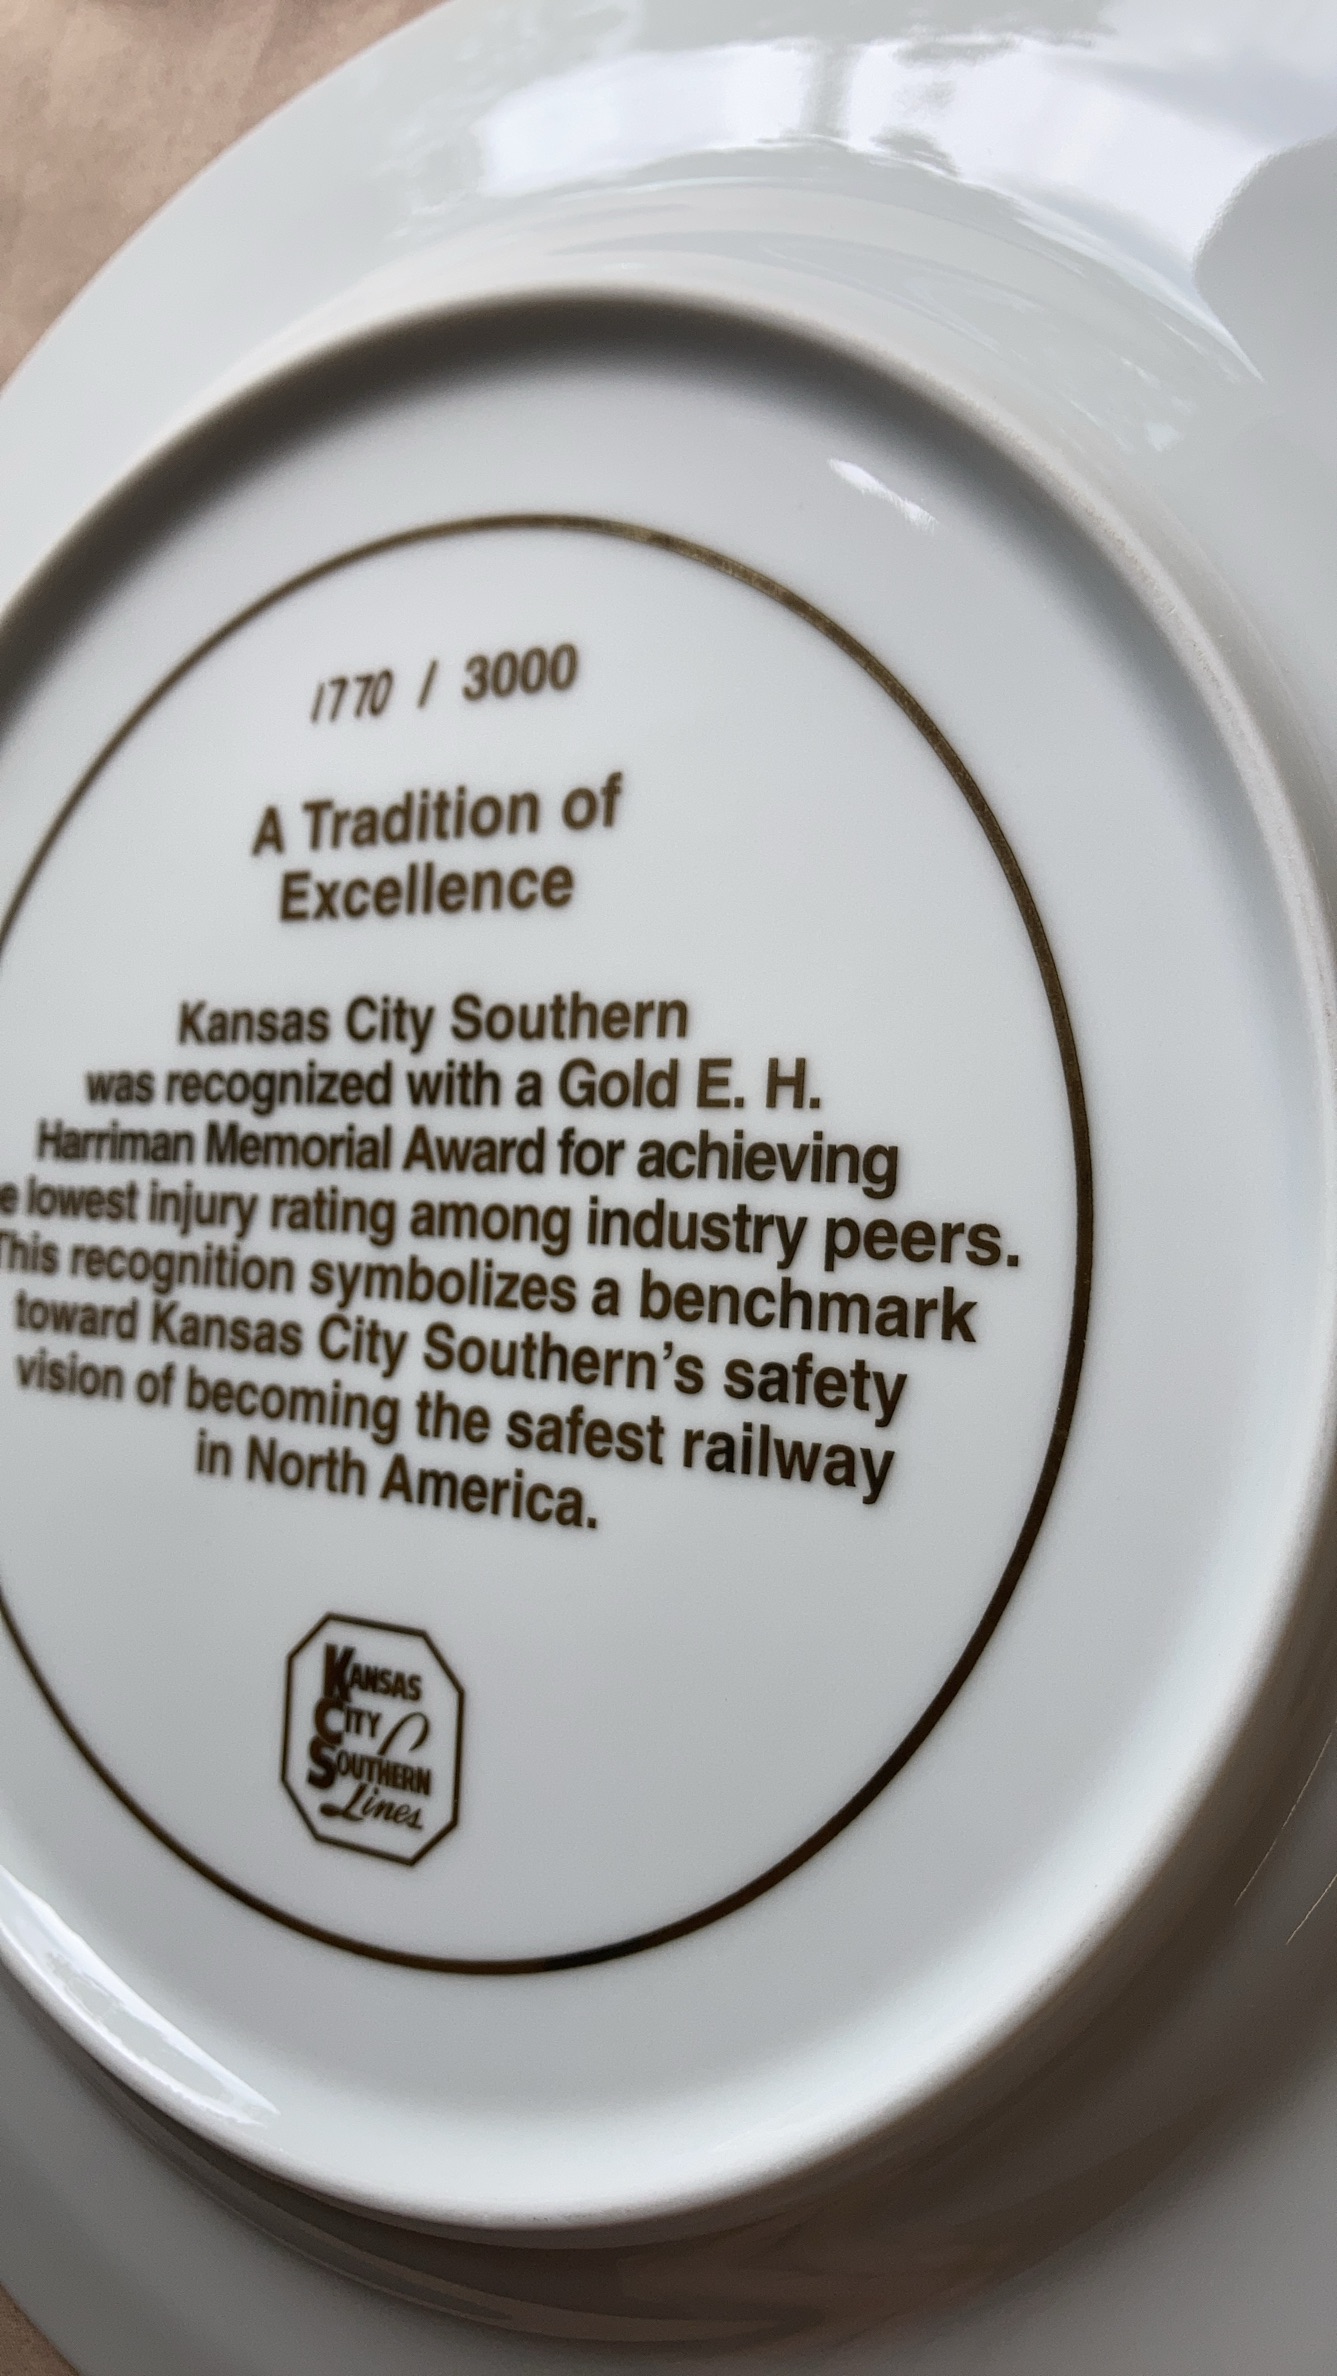 1770 / 3000
A Tradition of
Excellence
Kansas City Southern
was recognized with a Gold E. H.
Harriman Memorial Award for achieving
e lowest injury rating among industry peers.
This recognition symbolizes a benchmark
toward Kansas City Southern's safety
vision of becoming the safest railway
in North America.
KANSAS
CITY
SOUTHERN
Lines